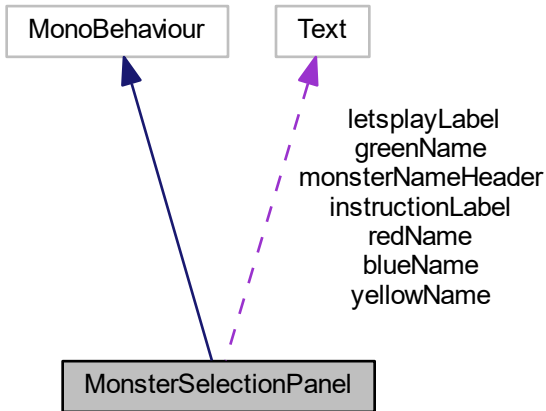 MonoBehaviour
Text
letsplayLabel
greenName
monsterNameHeader
instructionLabel
redName
blueName
yellowName
MonsterSelectionPanel